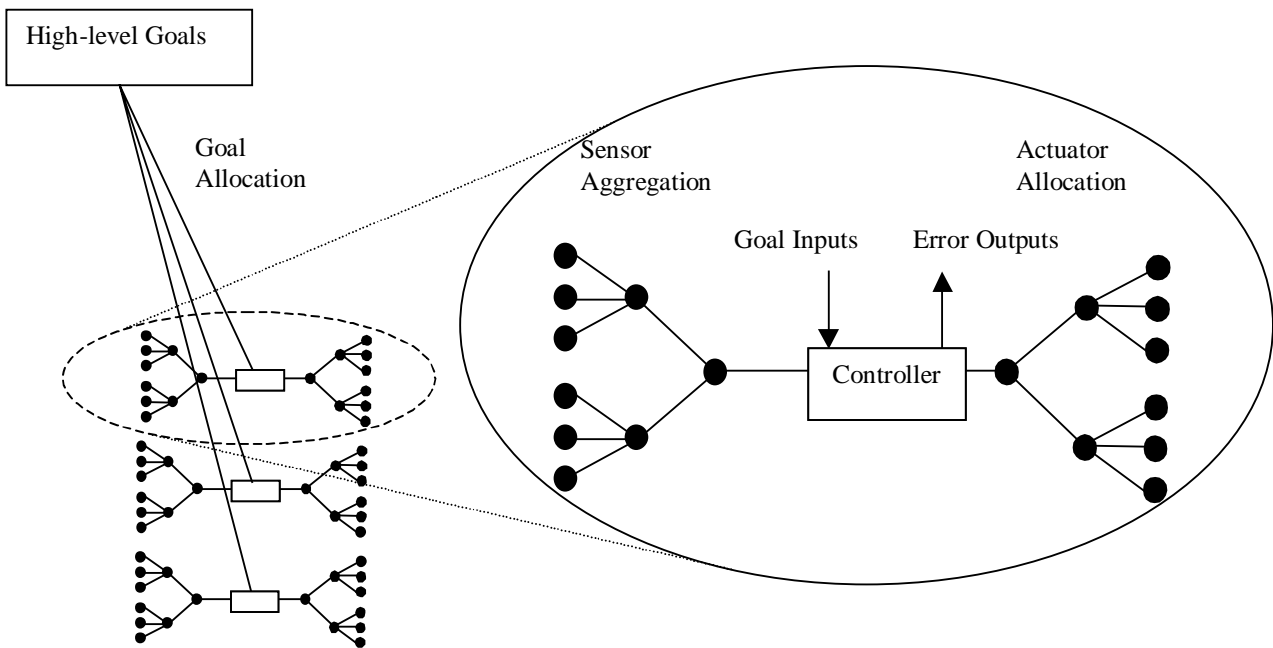 High-level Goals
Goal
Allocation
Sensor
Aggregation
Actuator
Allocation
Goal Inputs
Error Outputs
Controller